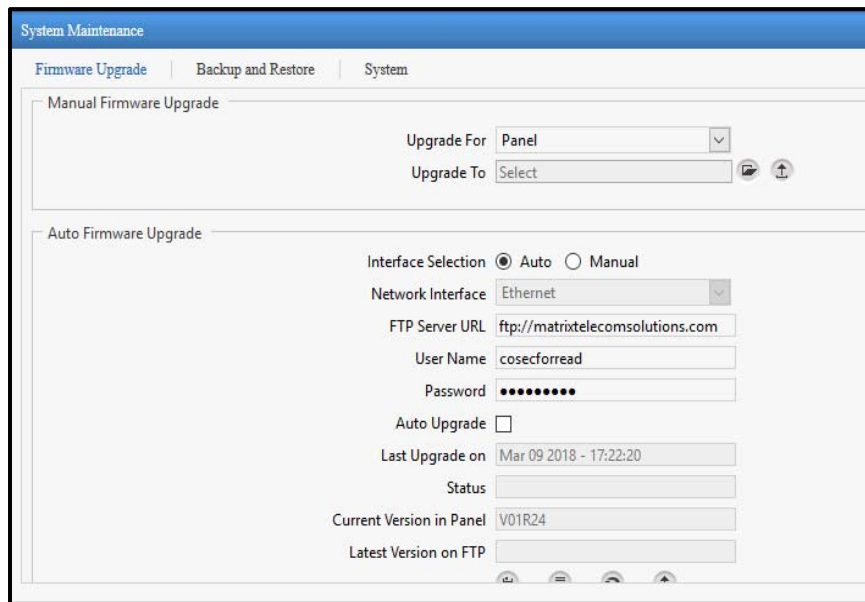 System Maintenance
Firmware Upgrade Backup and Restore System
Manual Firmware Upgrade
Upgrade For Panel
Upgrade To Select
Auto Firmware Upgrade
Interface Selection Auto Manual
Network Interface Ethernet
FTP Server URL ftp://matrixtelecomsolutions.com
User Name cosecforread
Password •••••••••
Auto Upgrade
Last Upgrade on Mar 09 2018 - 17:22:20
Status
Current Version in Panel V01R24
Latest Version on FTP